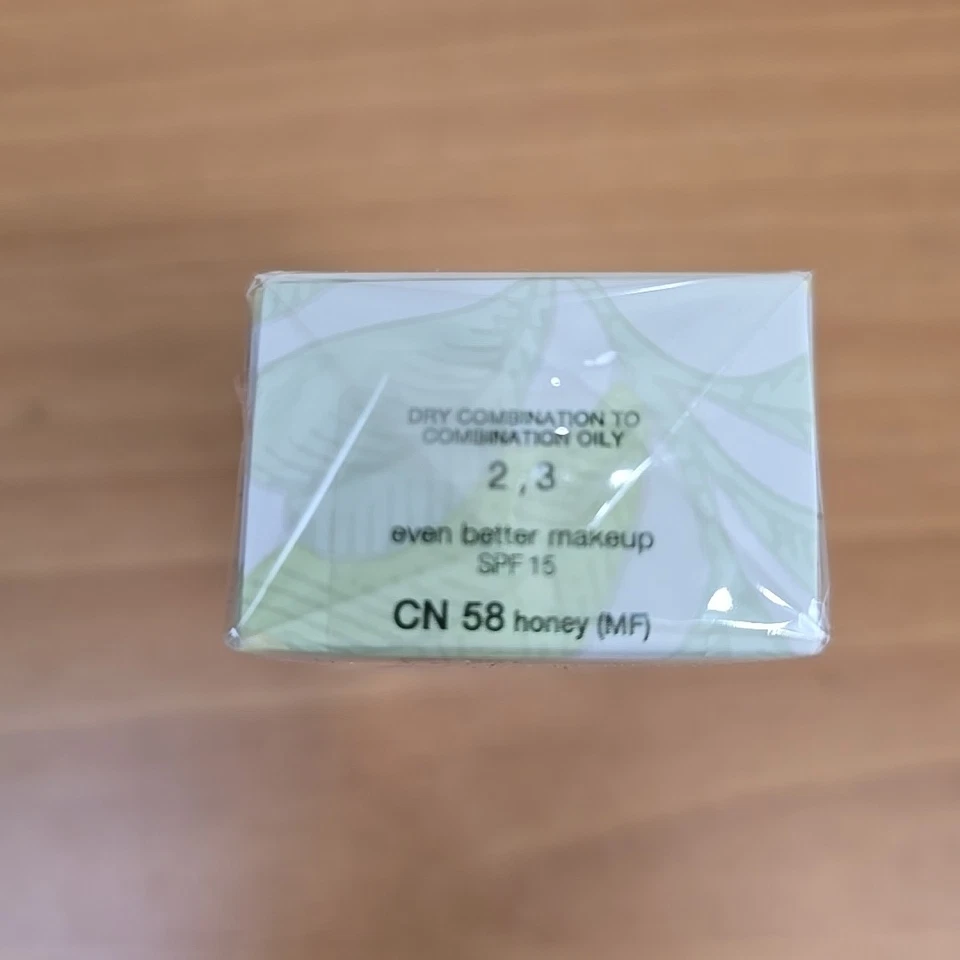 DRY COMBINATION TO
COMBINATION OILY
2 , 3
even better makeup
SPF 15
CN 58 honey (MF)